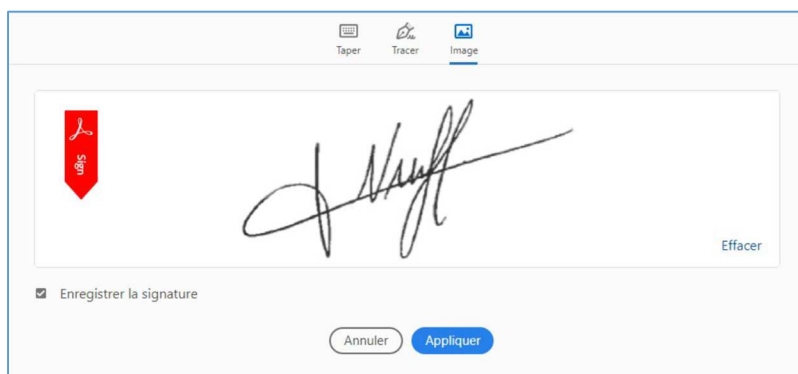 Taper Tracer Image
Sign
Effacer
Enregistrer la signature
Annuler Appliquer